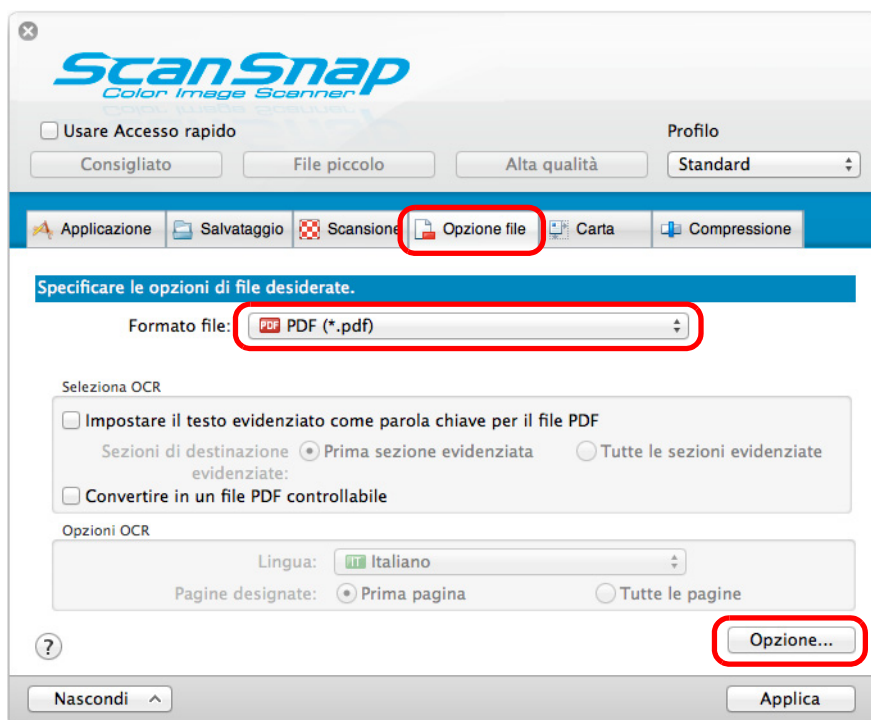 ScanSnap
Color Image Scanner
Usare Accesso rapido
Profilo
Consigliato File piccolo Alta qualità Standard
Applicazione Salvataggio Scansione Opzione file Carta Compressione
Specificare le opzioni di file desiderate.
Formato file: PDF PDF (*.pdf)
Seleziona OCR
Impostare il testo evidenziato come parola chiave per il file PDF
Sezioni di destinazione Prima sezione evidenziata Tutte le sezioni evidenziate
evidenziate:
Convertire in un file PDF controllabile
Opzioni OCR
Lingua: IT Italiano
Pagine designate: Prima pagina Tutte le pagine
? Opzione...
Nascondi Applica